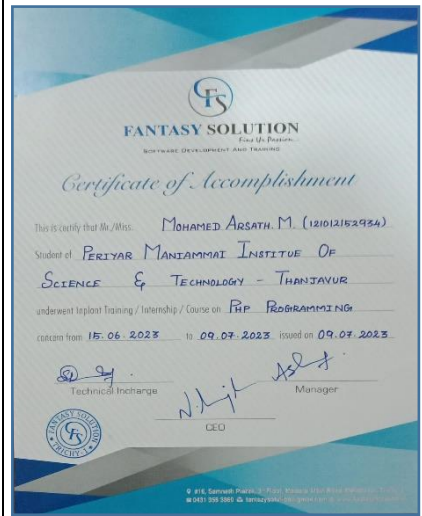 CFS
FANTASY SOLUTION
Find Ur Passion...
SOFTWARE DEVELOPMENT AND TRAINING
Certificate of Accomplishment
This is certify that Mr./Miss. MOHAMED ARSATH. M. (121012152934)
Student of PERIYAR MANIAMMAI INSTITUE OF
SCIENCE & TECHNOLOGY - THANJAVUR
underwent Inplant Training / Internship / Course on PHP PROGRAMMING
concern from 15.06.2023 to 09.07.2023 issued on 09.07.2023
Technical Incharge
Manager
CEO
FANTASY SOLUTION
TRICHY-1